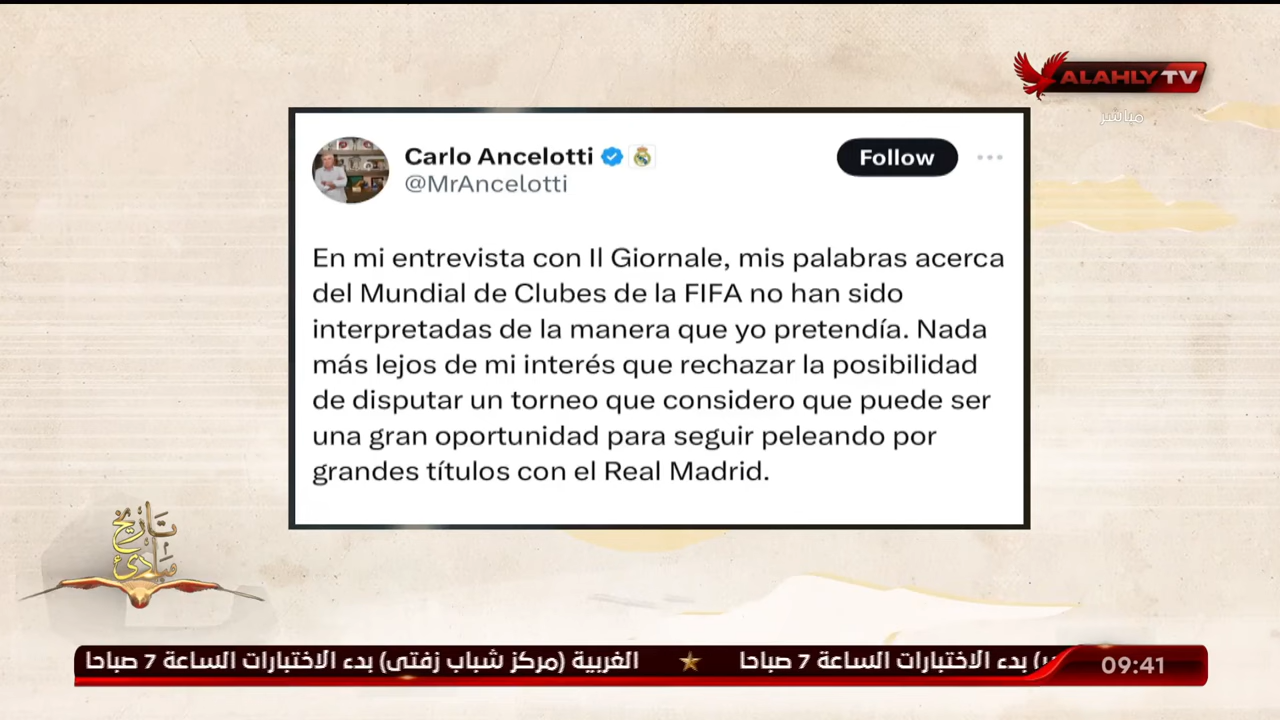 ALAHLY TV
مباشر
Carlo Ancelotti
Follow
@MrAncelotti
En mi entrevista con Il Giornale, mis palabras acerca
del Mundial de Clubes de la FIFA no han sido
interpretadas de la manera que yo pretendía. Nada
más lejos de mi interés que rechazar la posibilidad
de disputar un torneo que considero que puede ser
una gran oportunidad para seguir peleando por
grandes títulos con el Real Madrid.
تاريخ
مبادئ
بدء الاختبارات الساعة 7 صباحا ★ الغربية (مركز شباب زفتى) بدء الاختبارات الساعة 7 صباحا
09:41